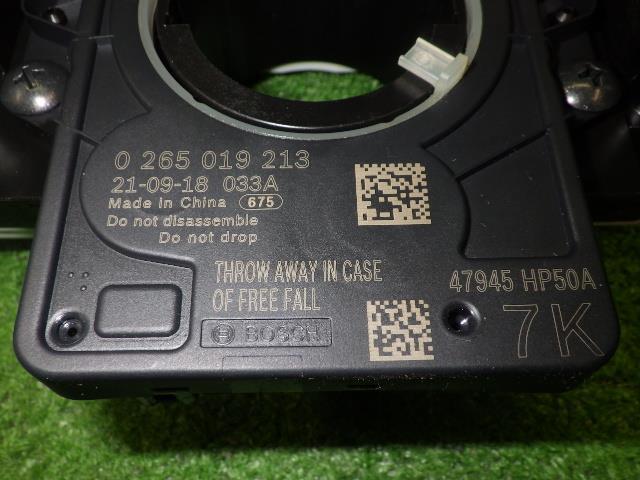 0 265 019 213
21-09-18 033A
Made in China 675
Do not disassemble
Do not drop
THROW AWAY IN CASE
OF FREE FALL
47945 HP50A
7K
BOSCH